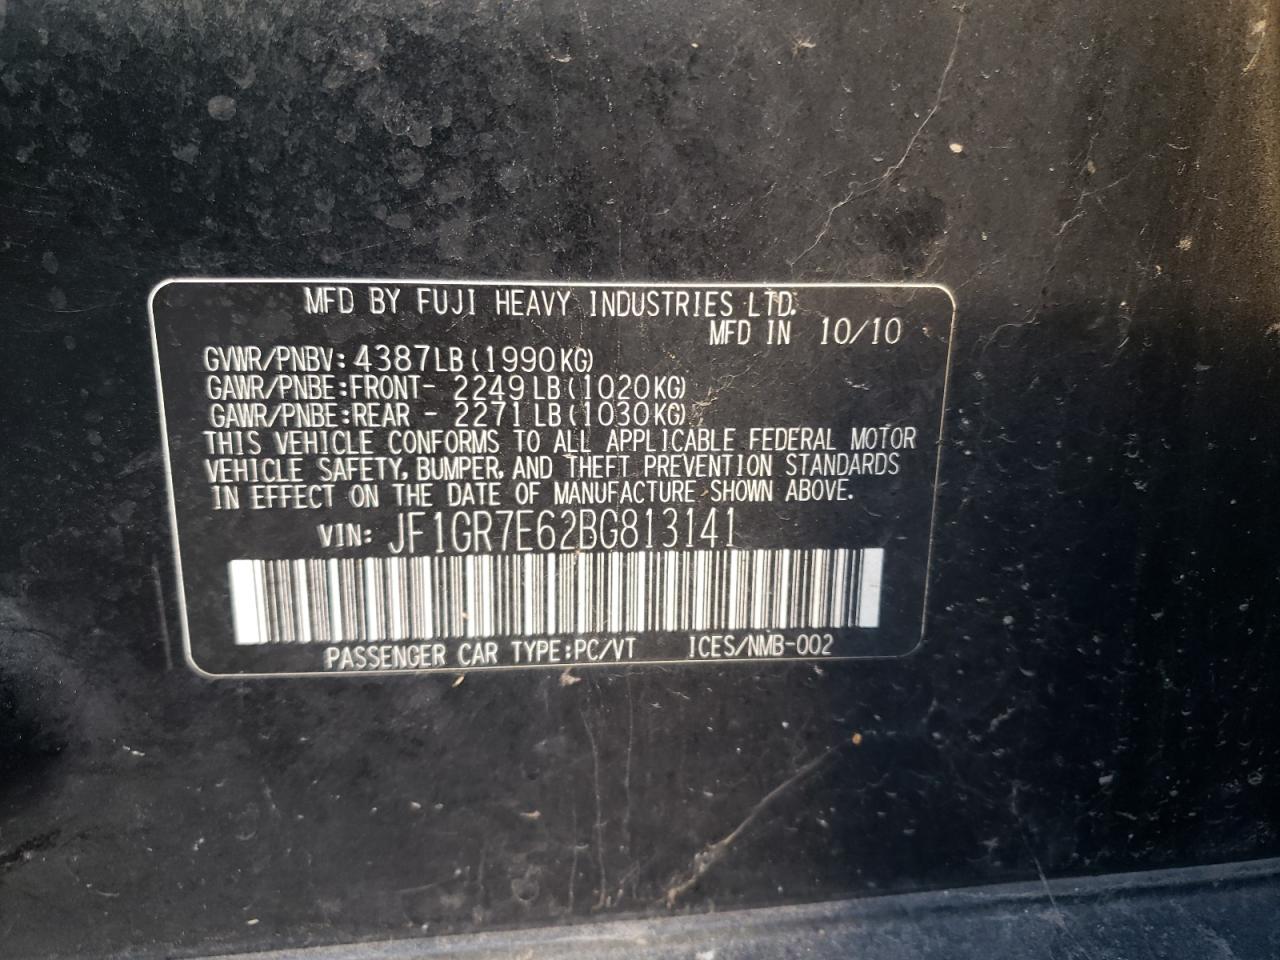 MFD BY FUJI HEAVY INDUSTRIES LTD.
MFD IN 10/10
GVWR/PNBV: 4387LB (1990KG)
GAWR/PNBE:FRONT- 2249LB (1020KG)
GAWR/PNBE:REAR - 2271LB (1030KG)
THIS VEHICLE CONFORMS TO ALL APPLICABLE FEDERAL MOTOR
VEHICLE SAFETY, BUMPER, AND THEFT PREVENTION STANDARDS
IN EFFECT ON THE DATE OF MANUFACTURE SHOWN ABOVE.
VIN: JF1GR7E62BG813141
PASSENGER CAR TYPE:PC/VT ICES/NMB-002